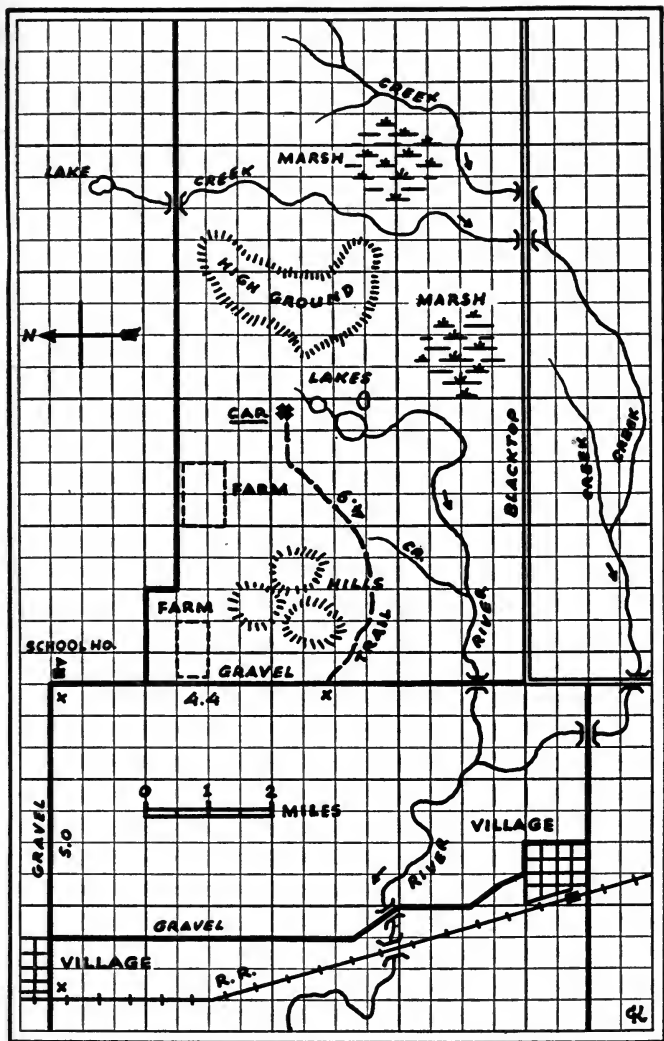 CREEK
MARSH
LAKE
CREEK
HIGH GROUND
N
MARSH
LAKES
CAR
BLACKTOP
CREEK
CREEK
FARM
6.4
CR.
HILLS
FARM
RIVER
TRAIL
SCHOOL HO.
GRAVEL
X
X
4.4
0 1 2
MILES
GRAVEL
5.0
VILLAGE
RIVER
GRAVEL
VILLAGE
X
R.R.